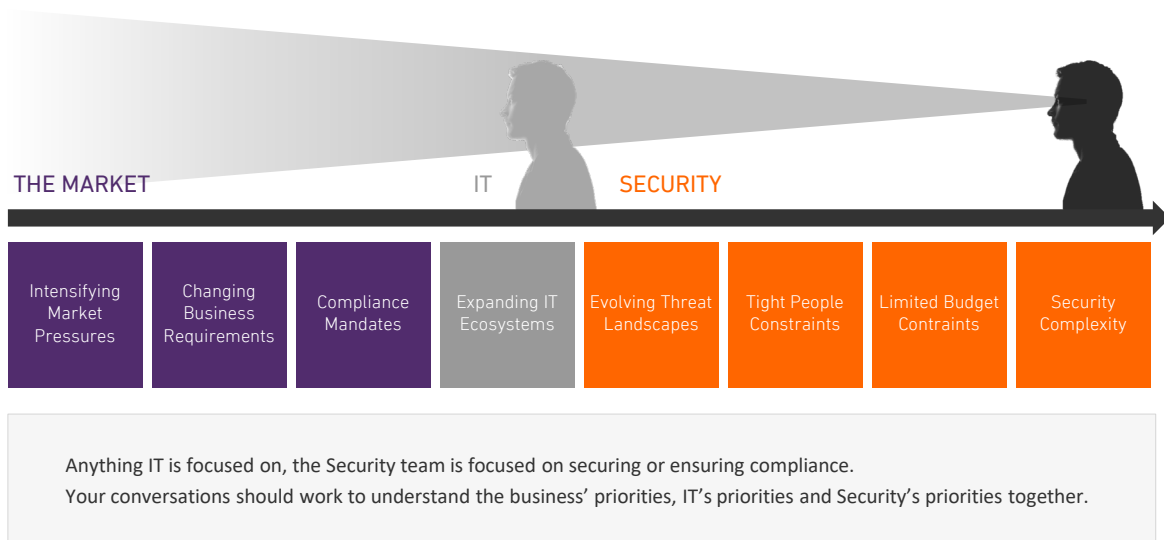 THE MARKET
IT
SECURITY
Intensifying
Market
Pressures
Changing
Business
Requirements
Compliance
Mandates
Expanding IT
Ecosystems
Evolving Threat
Landscapes
Tight People
Constraints
Limited Budget
Contraints
Security
Complexity
Anything IT is focused on, the Security team is focused on securing or ensuring compliance.
Your conversations should work to understand the business’ priorities, IT’s priorities and Security’s priorities together.